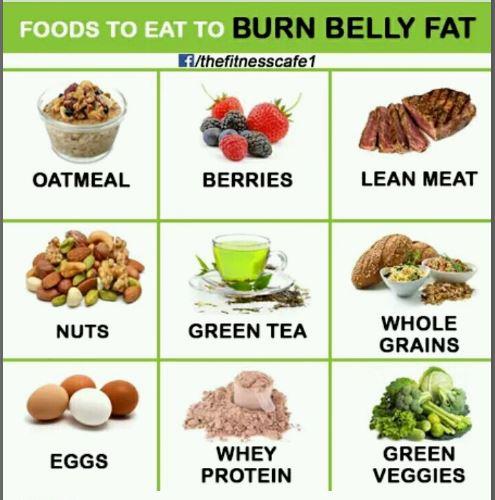 FOODS TO EAT TO BURN BELLY FAT
f/thefitnesscafe1
OATMEAL
BERRIES
LEAN MEAT
NUTS
GREEN TEA
WHOLE
GRAINS
EGGS
WHEY
PROTEIN
GREEN
VEGGIES